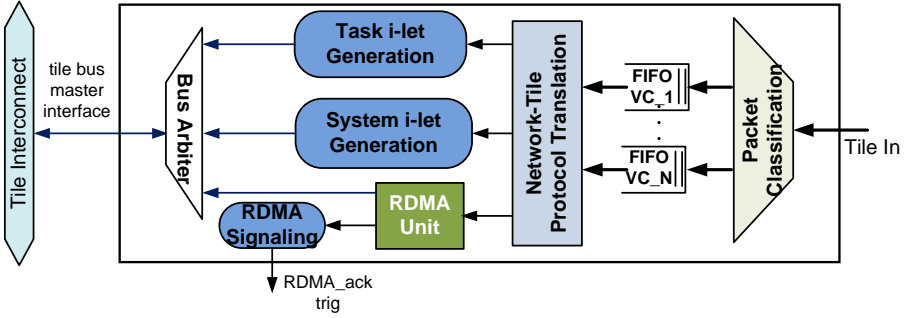 Tile Interconnect
tile bus
master
interface
Bus Arbiter
Task i-let
Generation
System i-let
Generation
RDMA
Unit
RDMA
Signaling
RDMA_ack
trig
Network-Tile
Protocol Translation
FIFO
VC_1
FIFO
VC_N
Packet
Classification
Tile In